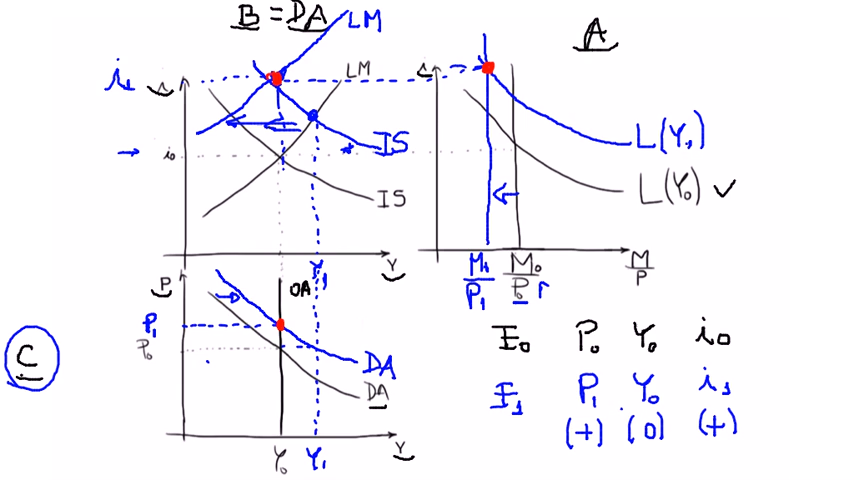 B = DA
A
LM
i₁
i
LM
i
IS
L(Y₁)
i₀
IS
L(Y₀) ✓
Y
Y₁
M₁/P₁
M₀/P₀ ↑
M/P
P
OA
P₁
P₀
C
DA
DA
Y₀
Y₁
Y
E₀ P₀ Y₀ i₀
E₁ P₁ Y₀ i₁
(+) (0) (+)